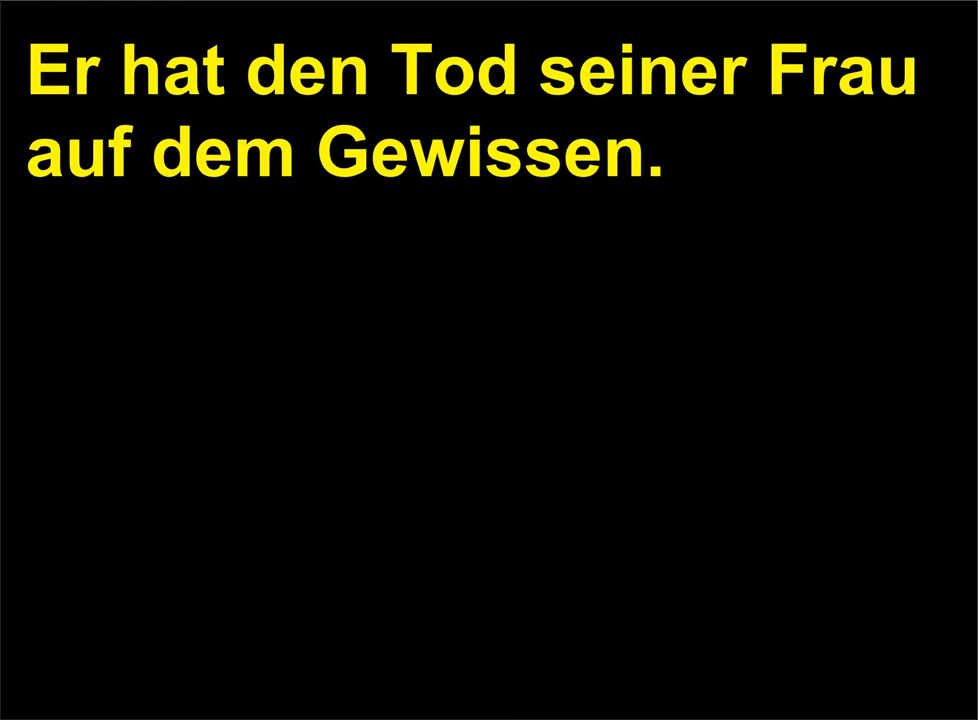 Er hat den Tod seiner Frau
auf dem Gewissen.